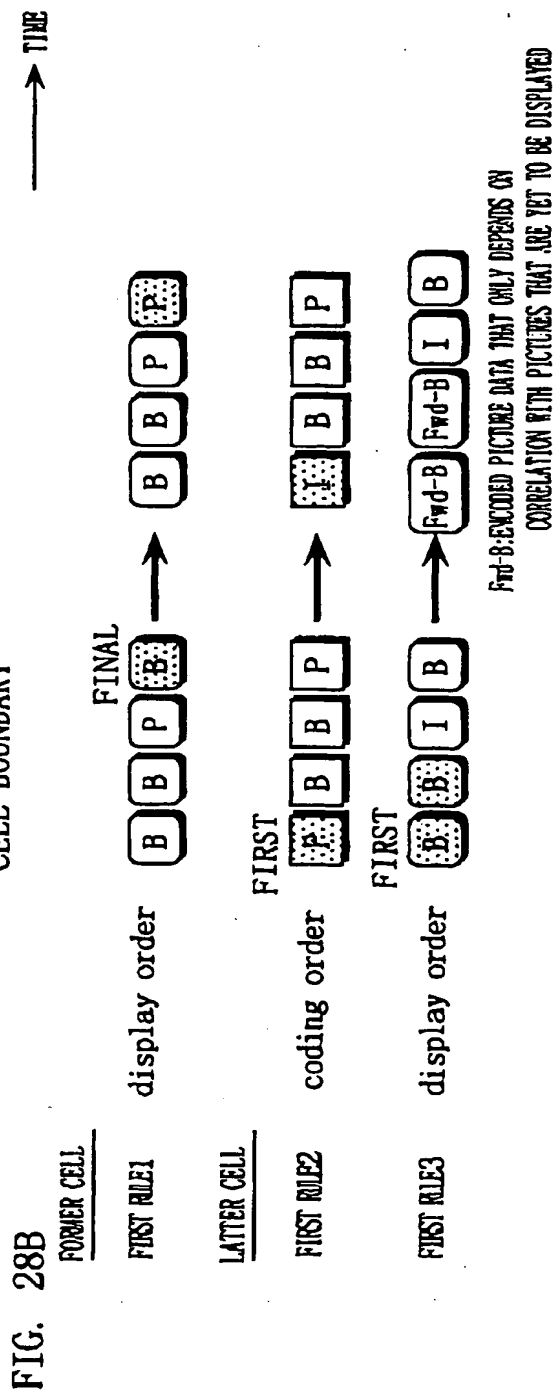 FIG. 28B
CELL BOUNDARY
TIME
FORMER CELL
FINAL
FIRST RULE1 display order B B P B B B P P
LATTER CELL
FIRST
FIRST RULE2 coding order P B B P I B B P
FIRST
FIRST RULE3 display order B B I B Fwd-B Fwd-B I B
Fwd-B:ENCODED PICTURE DATA THAT ONLY DEPENDS ON
CORRELATION WITH PICTURES THAT ARE YET TO BE DISPLAYED